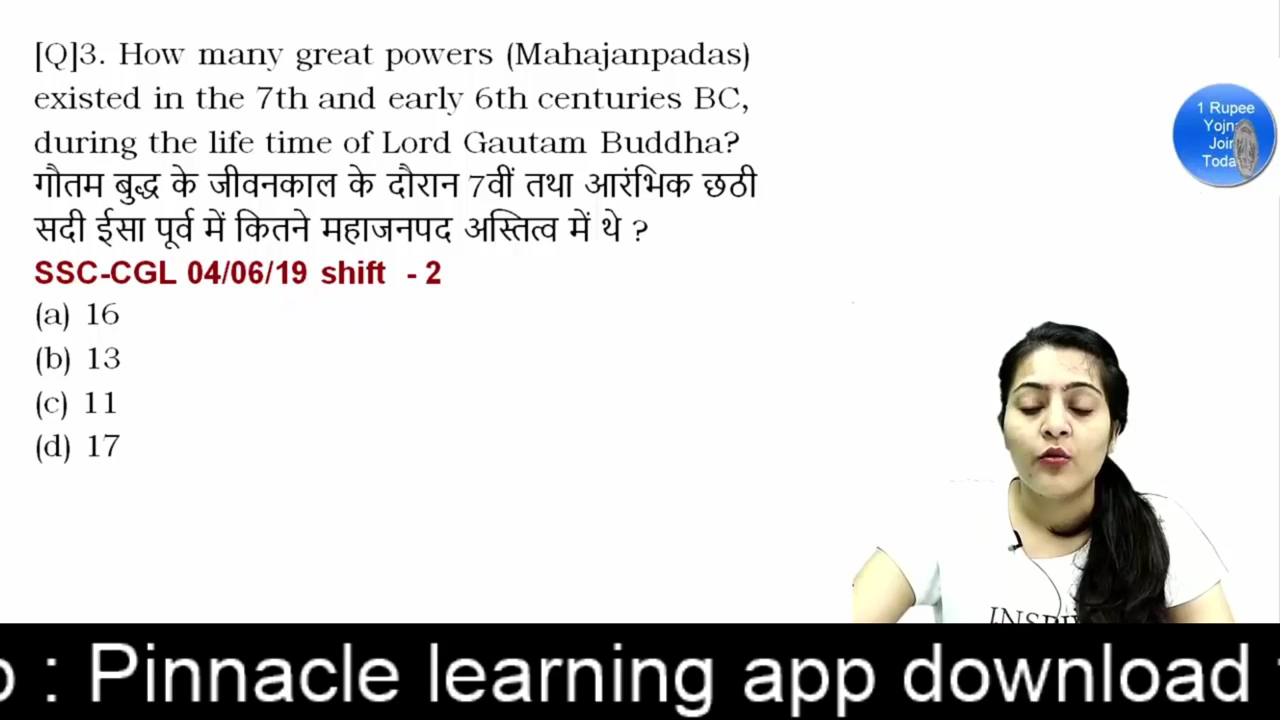 [Q]3. How many great powers (Mahajanpadas)
existed in the 7th and early 6th centuries BC,
during the life time of Lord Gautam Buddha?
गौतम बुद्ध के जीवनकाल के दौरान 7वीं तथा आरंभिक छठी
सदी ईसा पूर्व में कितने महाजनपद अस्तित्व में थे ?
SSC-CGL 04/06/19 shift - 2
(a) 16
(b) 13
(c) 11
(d) 17
1 Rupee
: Pinnacle learning app download